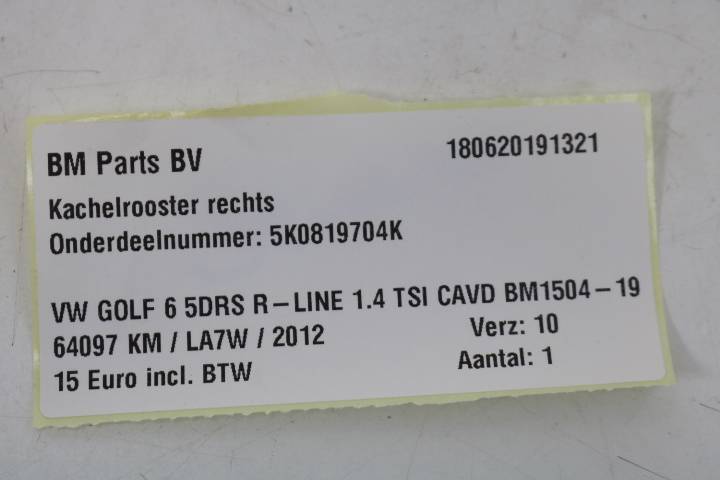 BM Parts BV 180620191321
Kachelrooster rechts
Onderdeelnummer: 5K0819704K
VW GOLF 6 5DRS R-LINE 1.4 TSI CAVD BM1504-19
64097 KM / LA7W / 2012 Verz: 10
15 Euro incl. BTW Aantal: 1